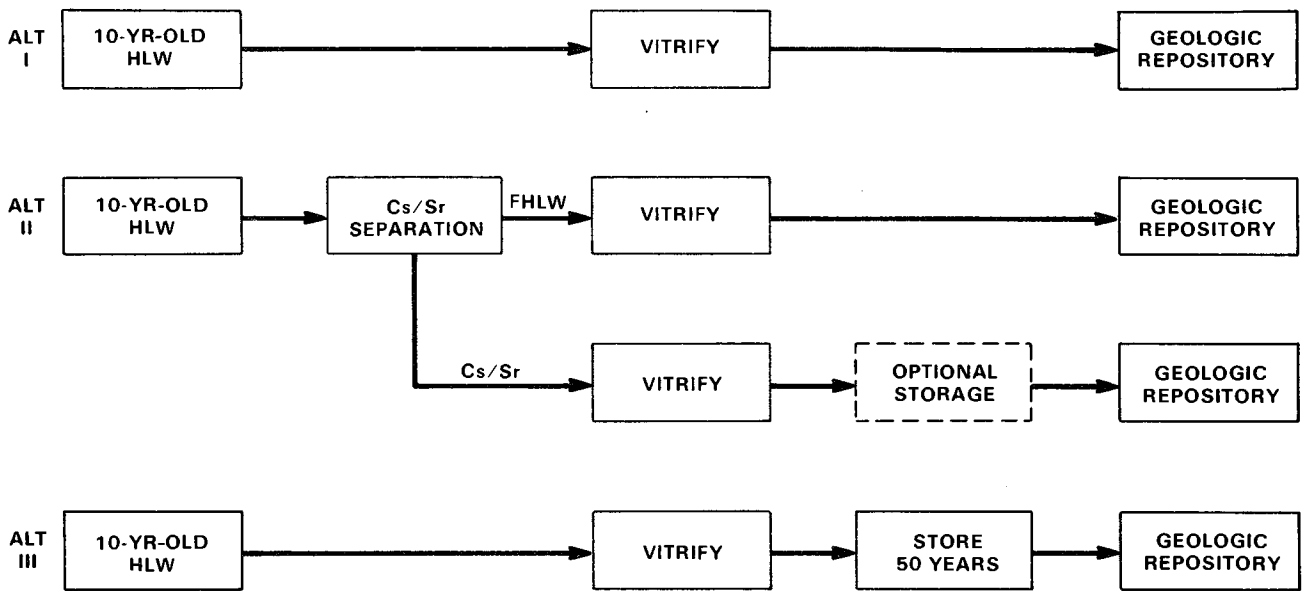 ALT
I
10-YR-OLD
HLW
VITRIFY
GEOLOGIC
REPOSITORY
ALT
II
10-YR-OLD
HLW
Cs/Sr
SEPARATION
FHLW
VITRIFY
GEOLOGIC
REPOSITORY
Cs/Sr
VITRIFY
OPTIONAL
STORAGE
GEOLOGIC
REPOSITORY
ALT
III
10-YR-OLD
HLW
VITRIFY
STORE
50 YEARS
GEOLOGIC
REPOSITORY